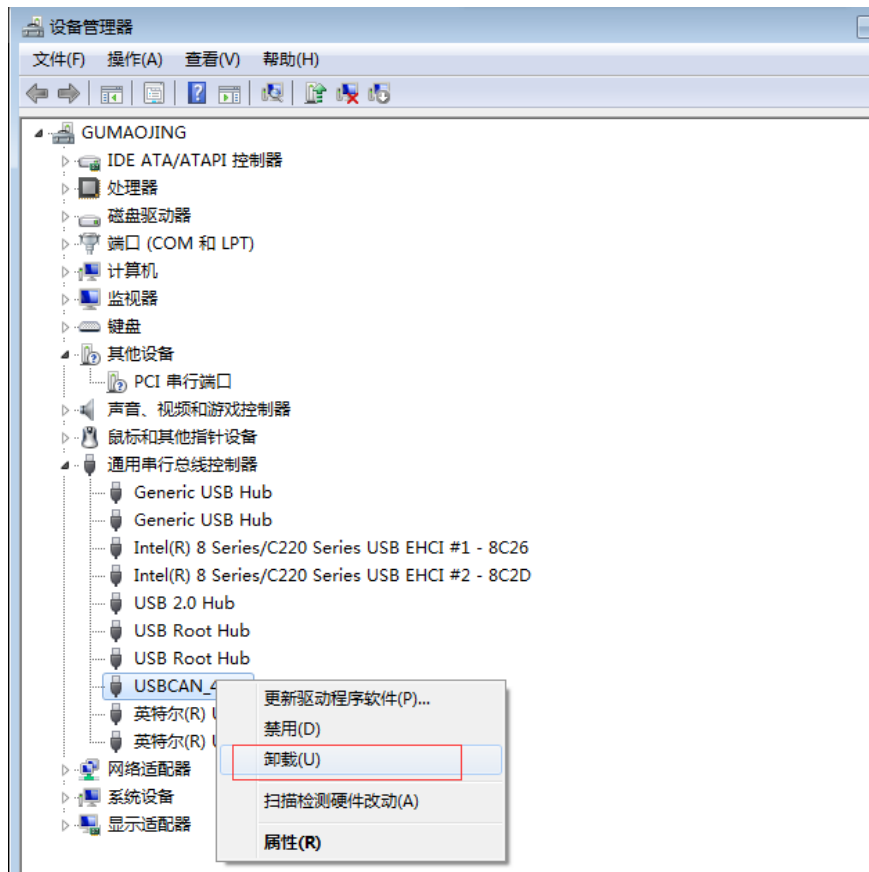 设备管理器
文件(F) 操作(A) 查看(V) 帮助(H)
GUMAOJING
IDE ATA/ATAPI 控制器
处理器
磁盘驱动器
端口 (COM 和 LPT)
计算机
监视器
键盘
其他设备
PCI 串行端口
声音、视频和游戏控制器
鼠标和其他指针设备
通用串行总线控制器
Generic USB Hub
Generic USB Hub
Intel(R) 8 Series/C220 Series USB EHCI #1 - 8C26
Intel(R) 8 Series/C220 Series USB EHCI #2 - 8C2D
USB 2.0 Hub
USB Root Hub
USB Root Hub
USBCAN_4
更新驱动程序软件(P)...
英特尔(R)
禁用(D)
英特尔(R)
卸载(U)
网络适配器
系统设备
扫描检测硬件改动(A)
显示适配器
属性(R)